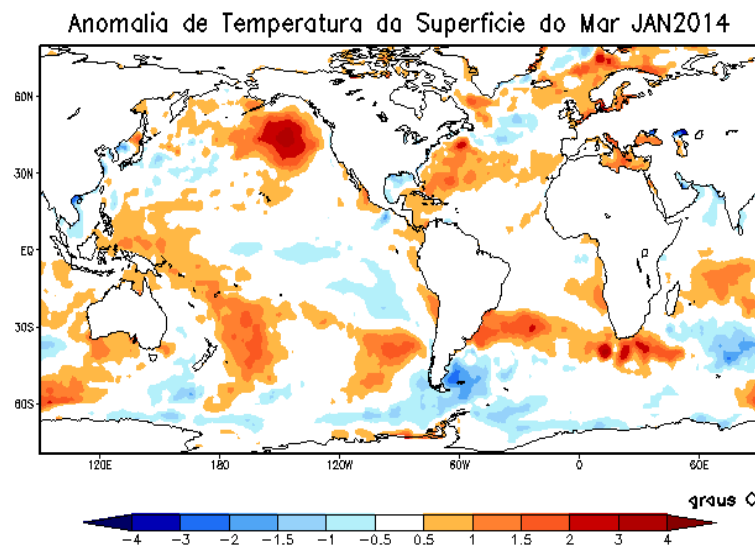 Anomalia de Temperatura da Superfície do Mar JAN2014
60N
30N
EQ
30S
60S
120E 180 120W 60W 0 60E
graus C
-4 -3 -2 -1.5 -1 -0.5 0.5 1 1.5 2 3 4